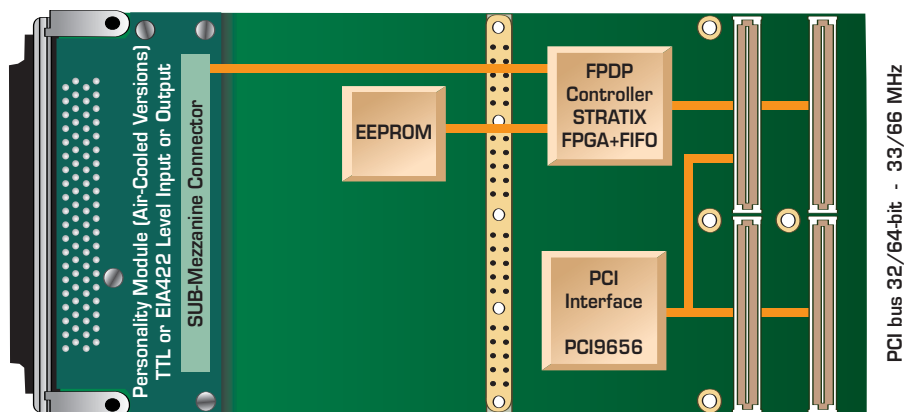 Personality Module (Air-Cooled Versions)
TTL or EIA422 Level Input or Output
SUB-Mezzanine Connector
EEPROM
FPDP
Controller
STRATIX
FPGA+FIFO
PCI
Interface
PCI9656
PCI bus 32/64-bit - 33/66 MHz